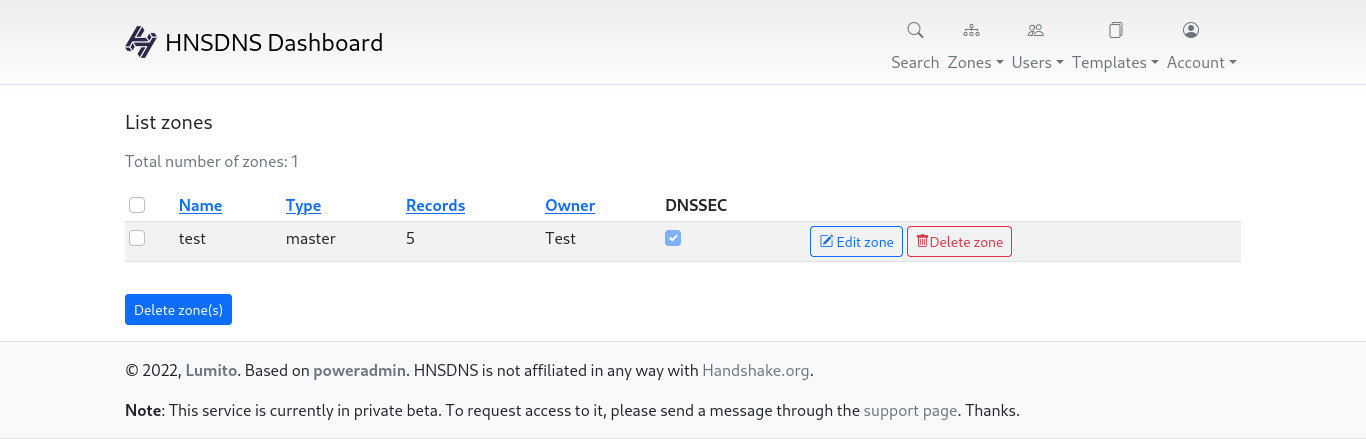 HNSDNS Dashboard
Search Zones Users Templates Account
List zones
Total number of zones: 1
Name Type Records Owner DNSSEC
test master 5 Test Edit zone Delete zone
Delete zone(s)
© 2022, Lumito. Based on poweradmin. HNSDNS is not affiliated in any way with Handshake.org.
Note: This service is currently in private beta. To request access to it, please send a message through the support page. Thanks.